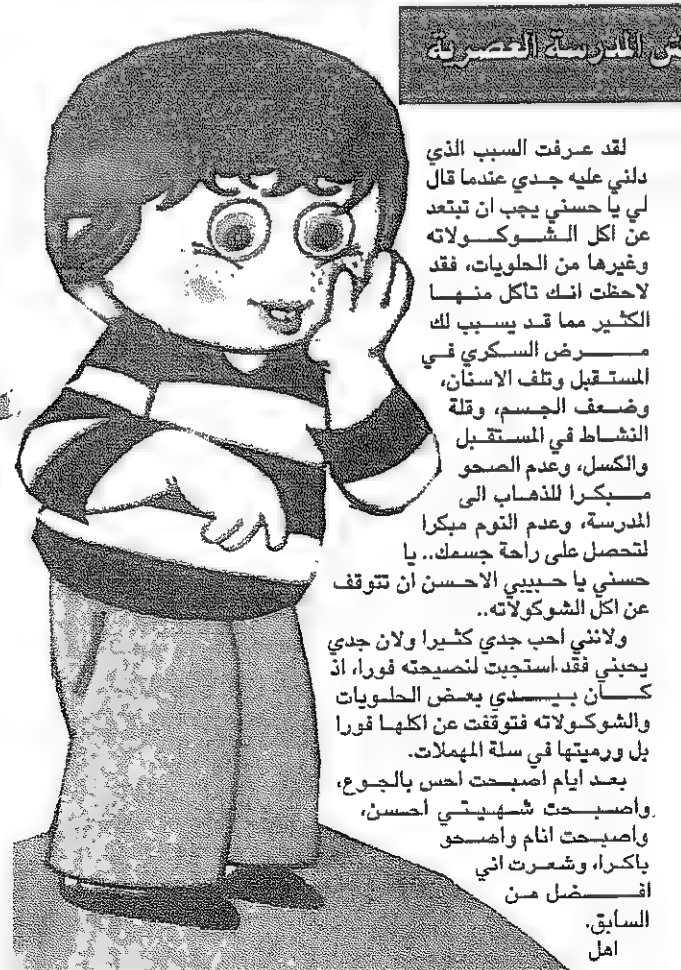 ش المدرسة العصرية
لقد عرفت السبب الذي
دلني عليه جدي عندما قال
لي يا حسني يجب ان تبتعد
عن اكل الشوكولاته
وغيرها من الحلويات، فقد
لاحظت انك تأكل منها
الكثير مما قد يسبب لك
مرض السكري في
المستقبل وتلف الاسنان،
وضعف الجسم، وقلة
النشاط في المستقبل
والكسل، وعدم الصحو
مبكرا للذهاب الى
المدرسة، وعدم النوم مبكرا
لتحصل على راحة جسمك.. يا
حسني يا حبيبي الاحسن ان تتوقف
عن اكل الشوكولاته..
ولانني احب جدي كثيرا ولان جدي
يحبني فقد استجبت لنصيحته فورا، اذ
كان بيدي بعض الحلويات
والشوكولاته فتوقفت عن اكلها فورا
بل ورميتها في سلة المهملات.
بعد ايام اصبحت احس بالجوع،
واصبحت شهيتي احسن،
واصبحت انام واصحو
باكرا، وشعرت اني
افضل من
السابق.
اهل